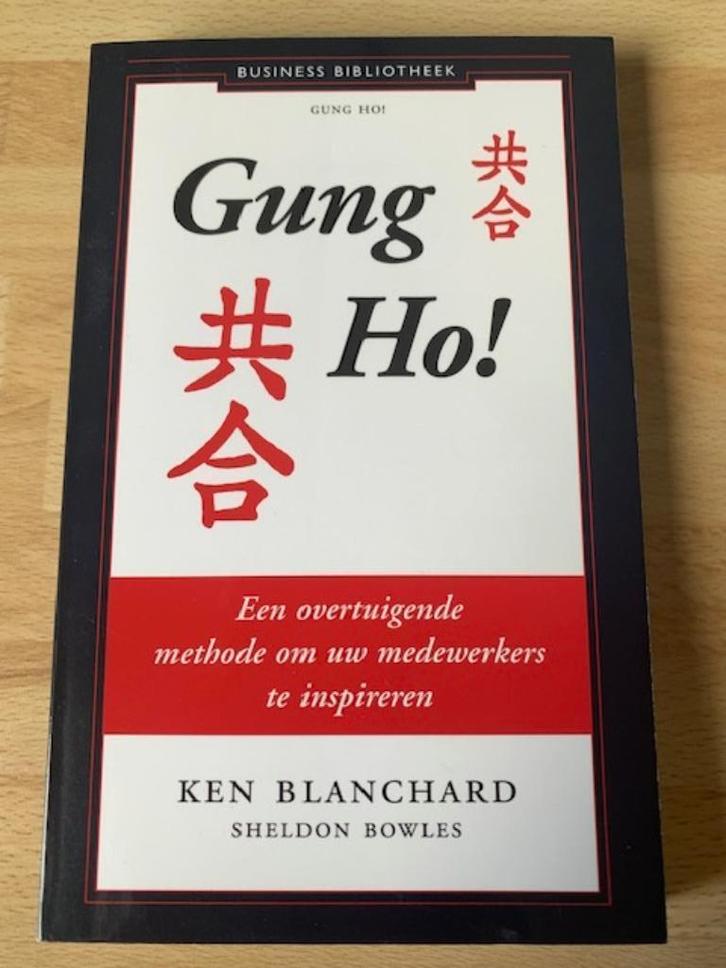 BUSINESS BIBLIOTHEEK
GUNG HO!
Gung
共
合
Ho!
共
合
Een overtuigende
methode om uw medewerkers
te inspireren
KEN BLANCHARD
SHELDON BOWLES